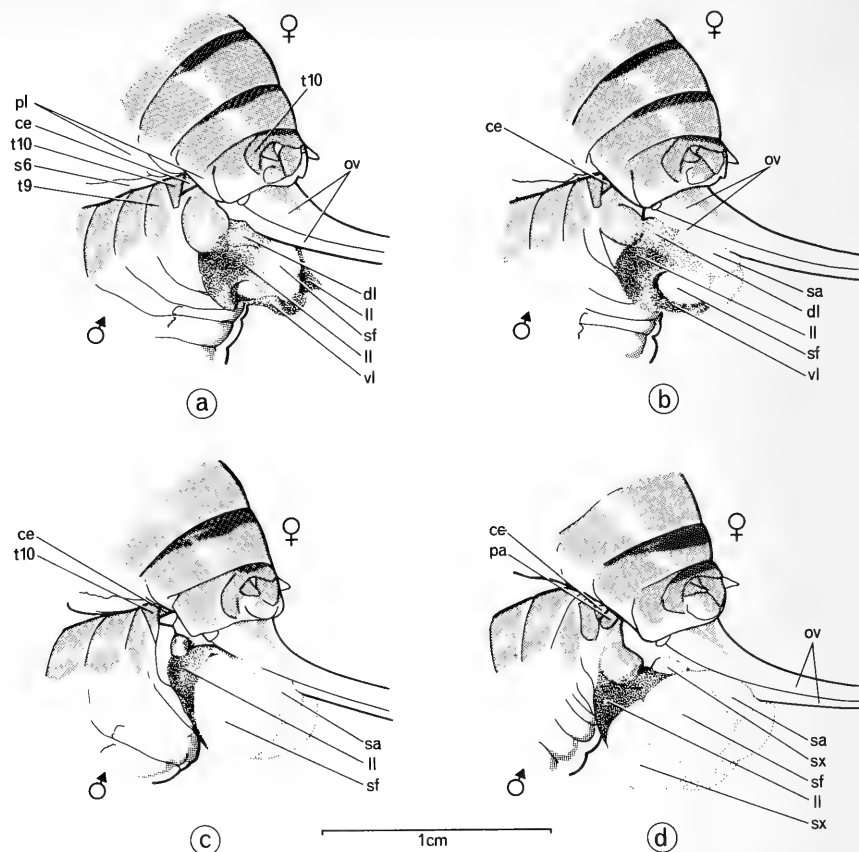 ♀
t10
pl
ce
t10
s6
t9
ov
dl
ll
sf
ll
vl
♂
a
♀
ce
ov
sa
dl
ll
sf
vl
♂
b
♀
ce
t10
sa
ll
sf
♂
c
♀
ce
pa
ov
sa
sx
sf
ll
sx
♂
d
1cm